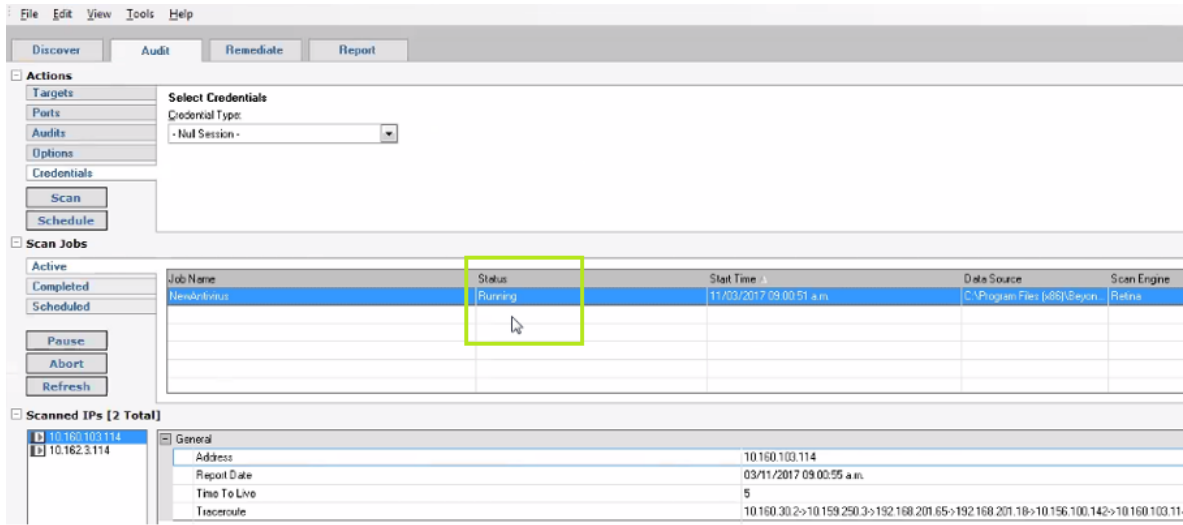 File Edit View Tools Help
Discover Audit Remediate Report
Actions
Targets
Ports
Audits
Options
Credentials
Scan
Schedule
Select Credentials
Credential Type:
- Null Session -
Scan Jobs
Active
Completed
Scheduled
Pause
Abort
Refresh
Job Name Status Start Time Data Source Scan Engine
NewAntivirus Running 11/03/2017 09:00:51 a.m. C:\Program Files (x86)\Beyon... Retina
Scanned IPs [2 Total]
10.160.103.114
10.162.3.114
General
Address 10.160.103.114
Report Date 03/11/2017 09:00:55 a.m.
Time To Live 5
Traceroute 10.160.30.2->10.159.250.3->192.168.201.65->192.168.201.18->10.156.100.142->10.160.103.11